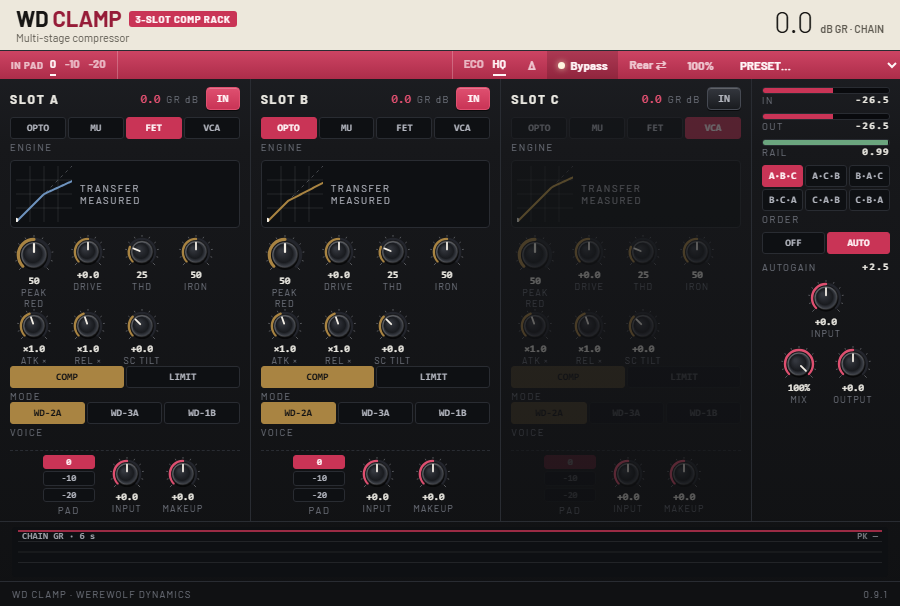 WD CLAMP 3-SLOT COMP RACK
Multi-stage compressor
0.0 dB GR · CHAIN
IN PAD 0 -10 -20
ECO HQ Δ Bypass Rear ⇄ 100% PRESET...
SLOT A 0.0 GR dB IN
OPTO MU FET VCA
ENGINE
TRANSFER
MEASURED
50 +0.0 25 50
PEAK RED DRIVE THD IRON
×1.0 ×1.0 +0.0
ATK × REL × SC TILT
COMP LIMIT
MODE
WD-2A WD-3A WD-1B
VOICE
0
-10
-20
PAD
+0.0 +0.0
INPUT MAKEUP
SLOT B 0.0 GR dB IN
OPTO MU FET VCA
ENGINE
TRANSFER
MEASURED
50 +0.0 25 50
PEAK RED DRIVE THD IRON
×1.0 ×1.0 +0.0
ATK × REL × SC TILT
COMP LIMIT
MODE
WD-2A WD-3A WD-1B
VOICE
0
-10
-20
PAD
+0.0 +0.0
INPUT MAKEUP
SLOT C 0.0 GR dB IN
OPTO MU FET VCA
ENGINE
TRANSFER
MEASURED
50 +0.0 25 50
PEAK RED DRIVE THD IRON
×1.0 ×1.0 +0.0
ATK × REL × SC TILT
COMP LIMIT
MODE
WD-2A WD-3A WD-1B
VOICE
0
-10
-20
PAD
+0.0 +0.0
INPUT MAKEUP
IN -26.5
OUT -26.5
RAIL 0.99
A·B·C A·C·B B·A·C
B·C·A C·A·B C·B·A
ORDER
OFF AUTO
AUTOGAIN +2.5
+0.0
INPUT
100% +0.0
MIX OUTPUT
CHAIN GR · 6 s PK —
WD CLAMP · WEREWOLF DYNAMICS 0.9.1